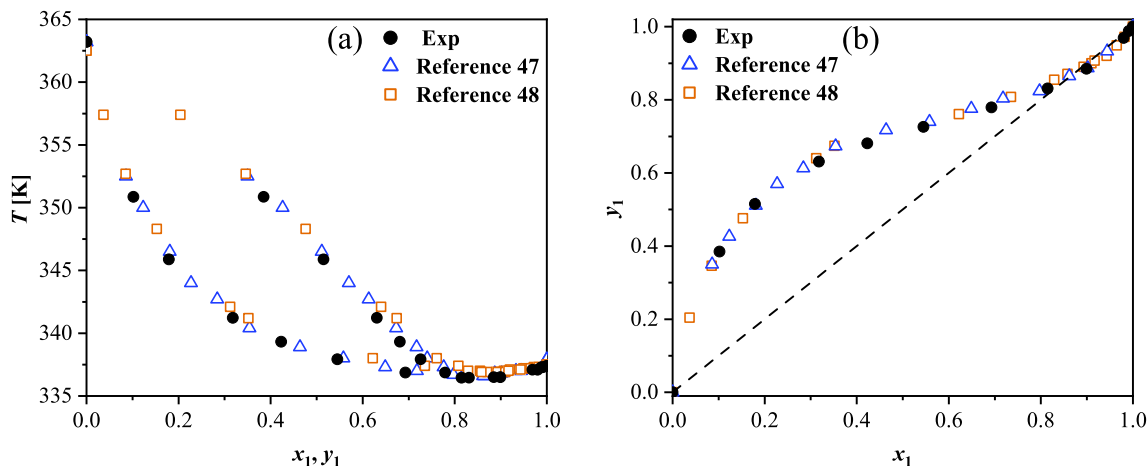 (a)
Exp
Reference 47
Reference 48
365
360
355
350
345
340
335
T [K]
0.0 0.2 0.4 0.6 0.8 1.0
x₁, y₁
(b)
Exp
Reference 47
Reference 48
1.0
0.8
0.6
0.4
0.2
0.0
y₁
0.0 0.2 0.4 0.6 0.8 1.0
x₁